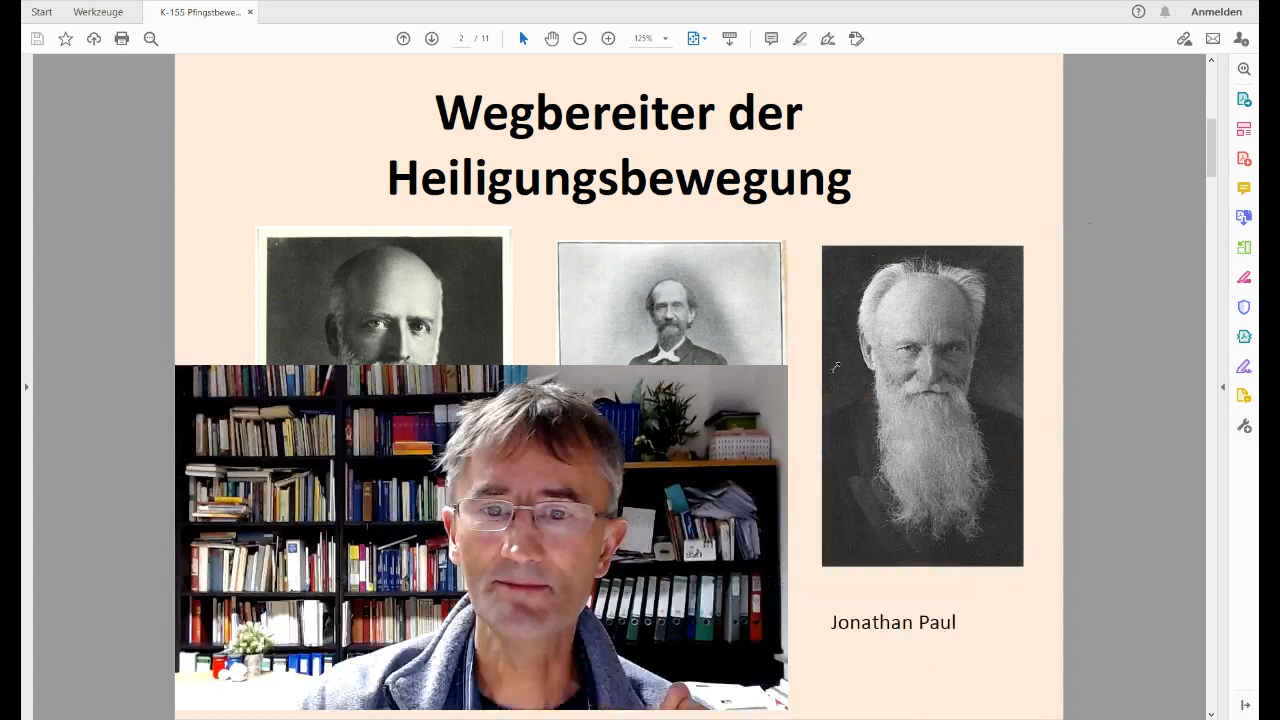 Start
Werkzeuge
K-155 Pfingstbewe...
Anmelden
2 / 11
125%
Wegbereiter der
Heiligungsbewegung
Jonathan Paul